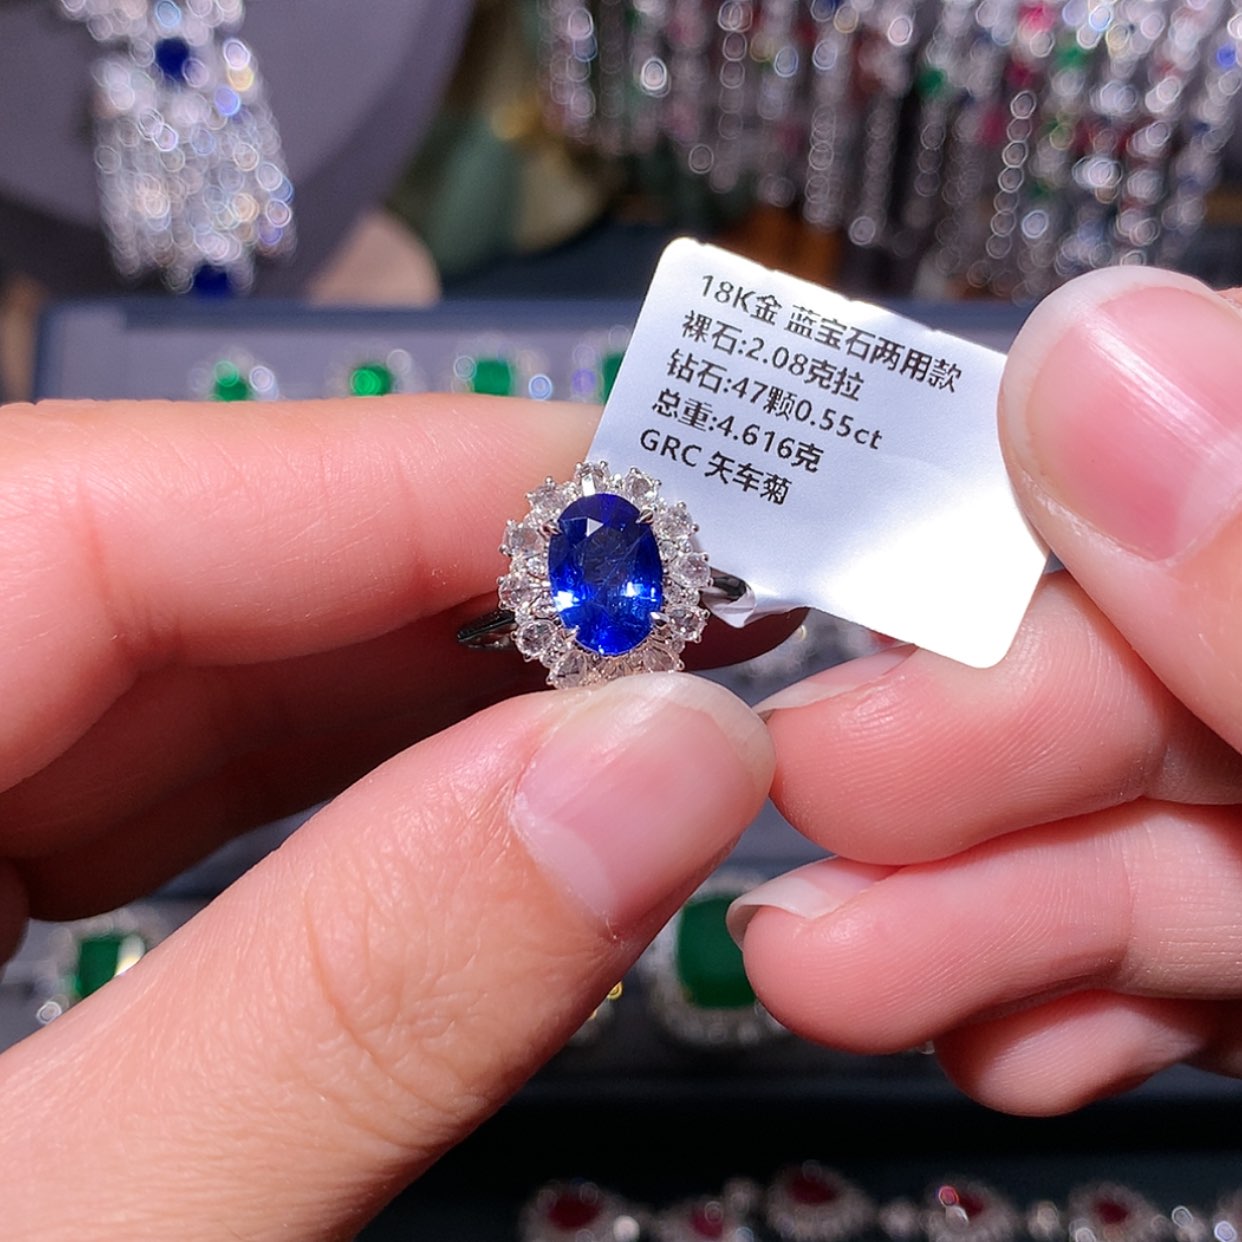 18K金 蓝宝石两用款
裸石:2.08克拉
钻石:47颗0.55ct
总重:4.616克
GRC 矢车菊